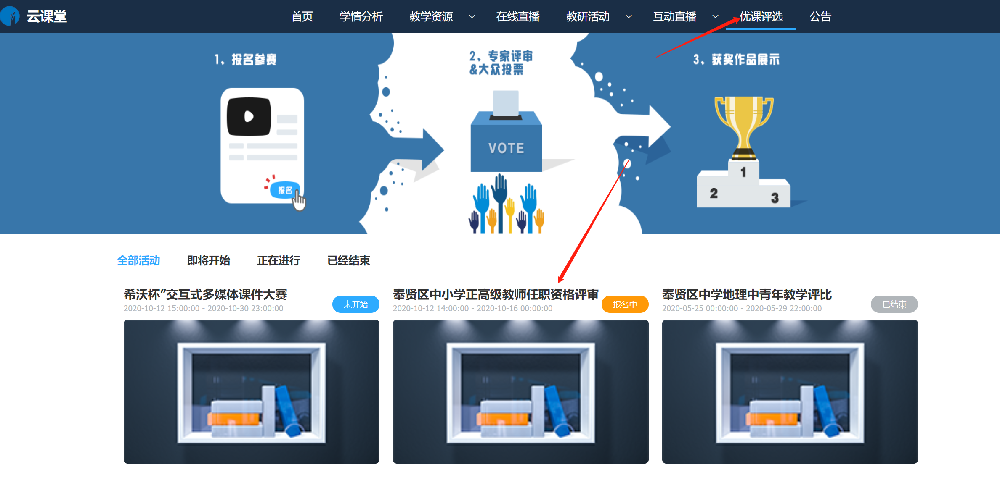 云课堂
首页 学情分析 教学资源 在线直播 教研活动 互动直播 优课评选 公告
1、报名参赛
2、专家评审
&大众投票
3、获奖作品展示
报名
VOTE
1
2
3
全部活动 即将开始 正在进行 已经结束
希沃杯”交互式多媒体课件大赛
2020-10-12 15:00:00 - 2020-10-30 23:00:00
未开始
奉贤区中小学正高级教师任职资格评审
2020-10-12 14:00:00 - 2020-10-16 00:00:00
报名中
奉贤区中学地理中青年教学评比
2020-05-25 00:00:00 - 2020-05-29 22:00:00
已结束